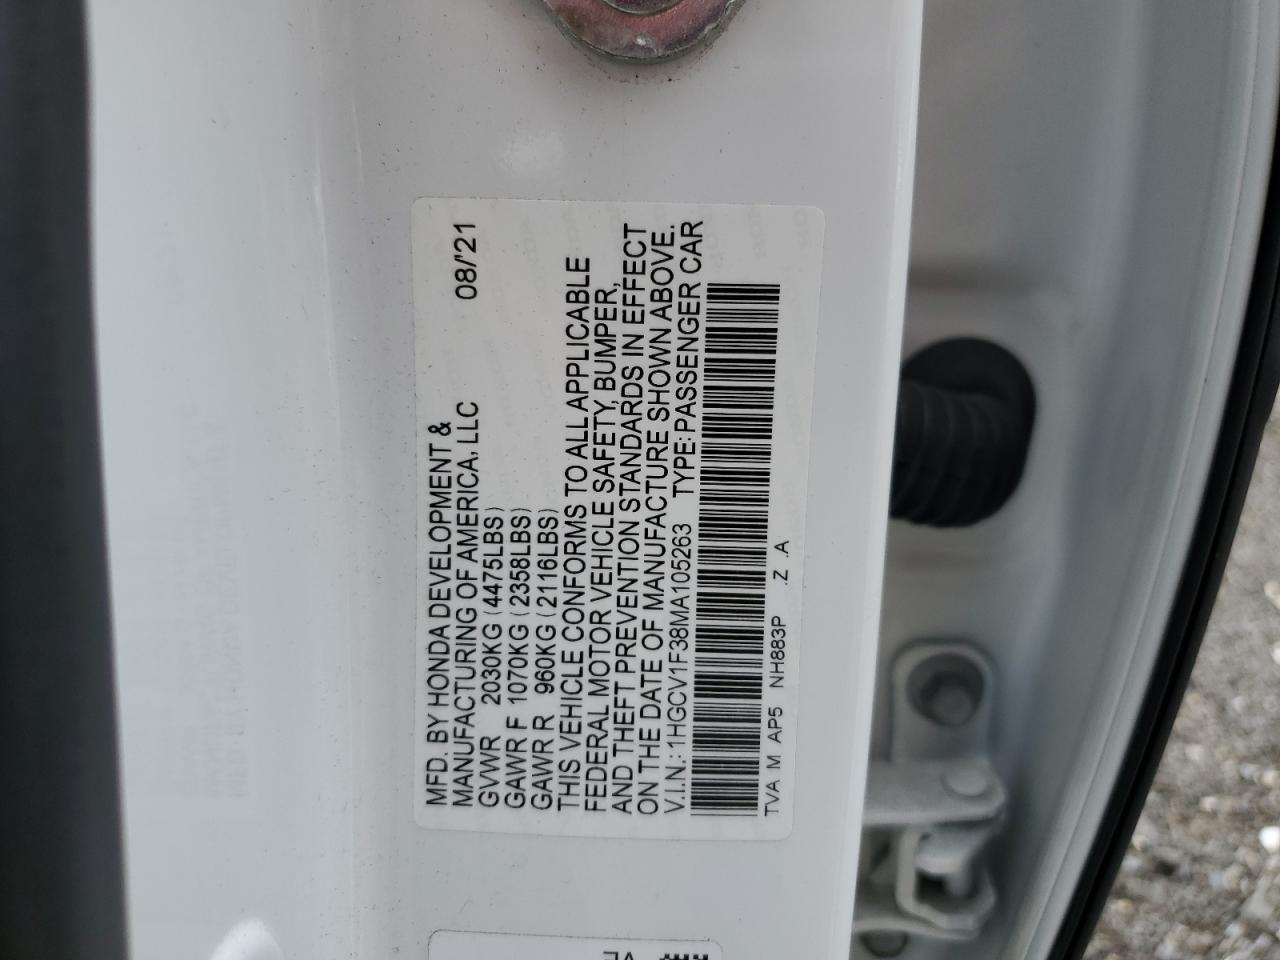 MFD. BY HONDA DEVELOPMENT &
MANUFACTURING OF AMERICA, LLC 08/'21
GVWR 2030KG (4475LBS)
GAWR F 1070KG (2358LBS)
GAWR R 960KG (2116LBS)
THIS VEHICLE CONFORMS TO ALL APPLICABLE
FEDERAL MOTOR VEHICLE SAFETY, BUMPER,
AND THEFT PREVENTION STANDARDS IN EFFECT
ON THE DATE OF MANUFACTURE SHOWN ABOVE.
V.I.N.: 1HGCV1F38MA105263 TYPE: PASSENGER CAR
TVA M AP5 NH883P .Z .A